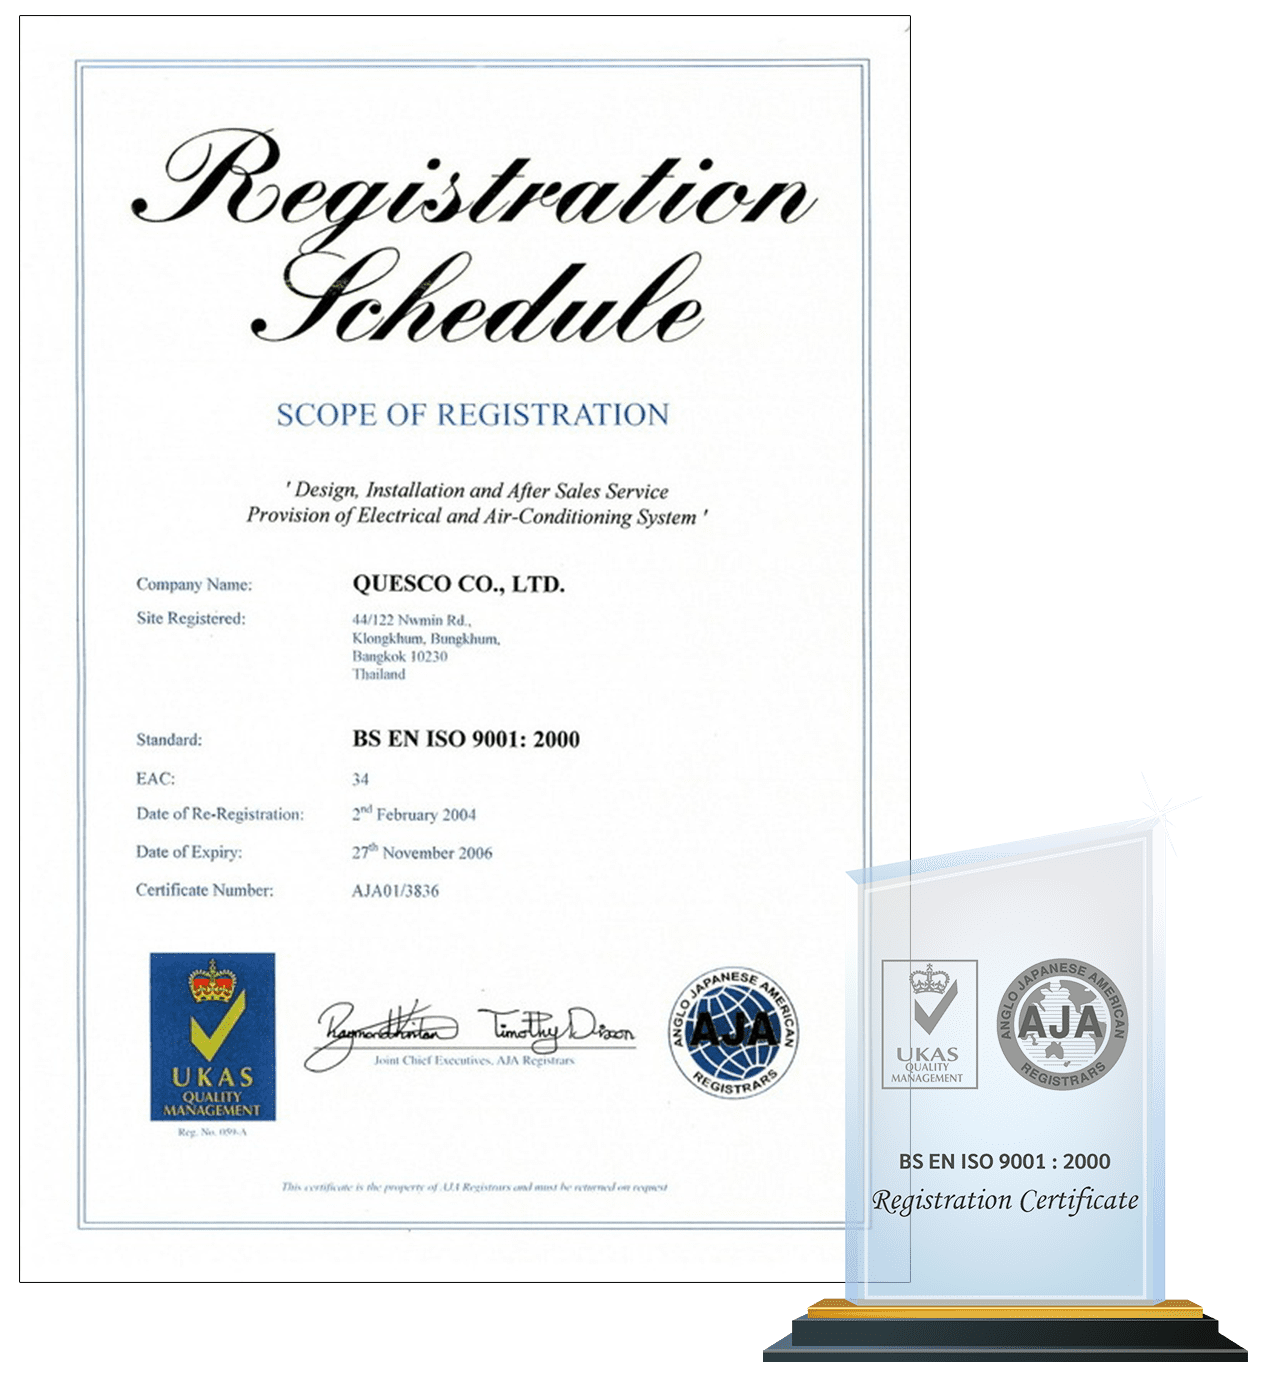 Registration
Schedule
SCOPE OF REGISTRATION
' Design, Installation and After Sales Service
Provision of Electrical and Air-Conditioning System '
Company Name: QUESCO CO., LTD.
Site Registered: 44/122 Nwmin Rd.,
Klongkhum, Bungkhum,
Bangkok 10230
Thailand
Standard: BS EN ISO 9001: 2000
EAC: 34
Date of Re-Registration: 2nd February 2004
Date of Expiry: 27th November 2006
Certificate Number: AJA01/3836
UKAS
QUALITY
MANAGEMENT
Reg. No. 059-A
Timothy Dixon
Joint Chief Executives, AJA Registrars
ANGLO JAPANESE AMERICAN
AJA
REGISTRARS
This certificate is the property of AJA Registrars and must be returned on request
UKAS
QUALITY
MANAGEMENT
ANGLO JAPANESE AMERICAN
AJA
REGISTRARS
BS EN ISO 9001 : 2000
Registration Certificate